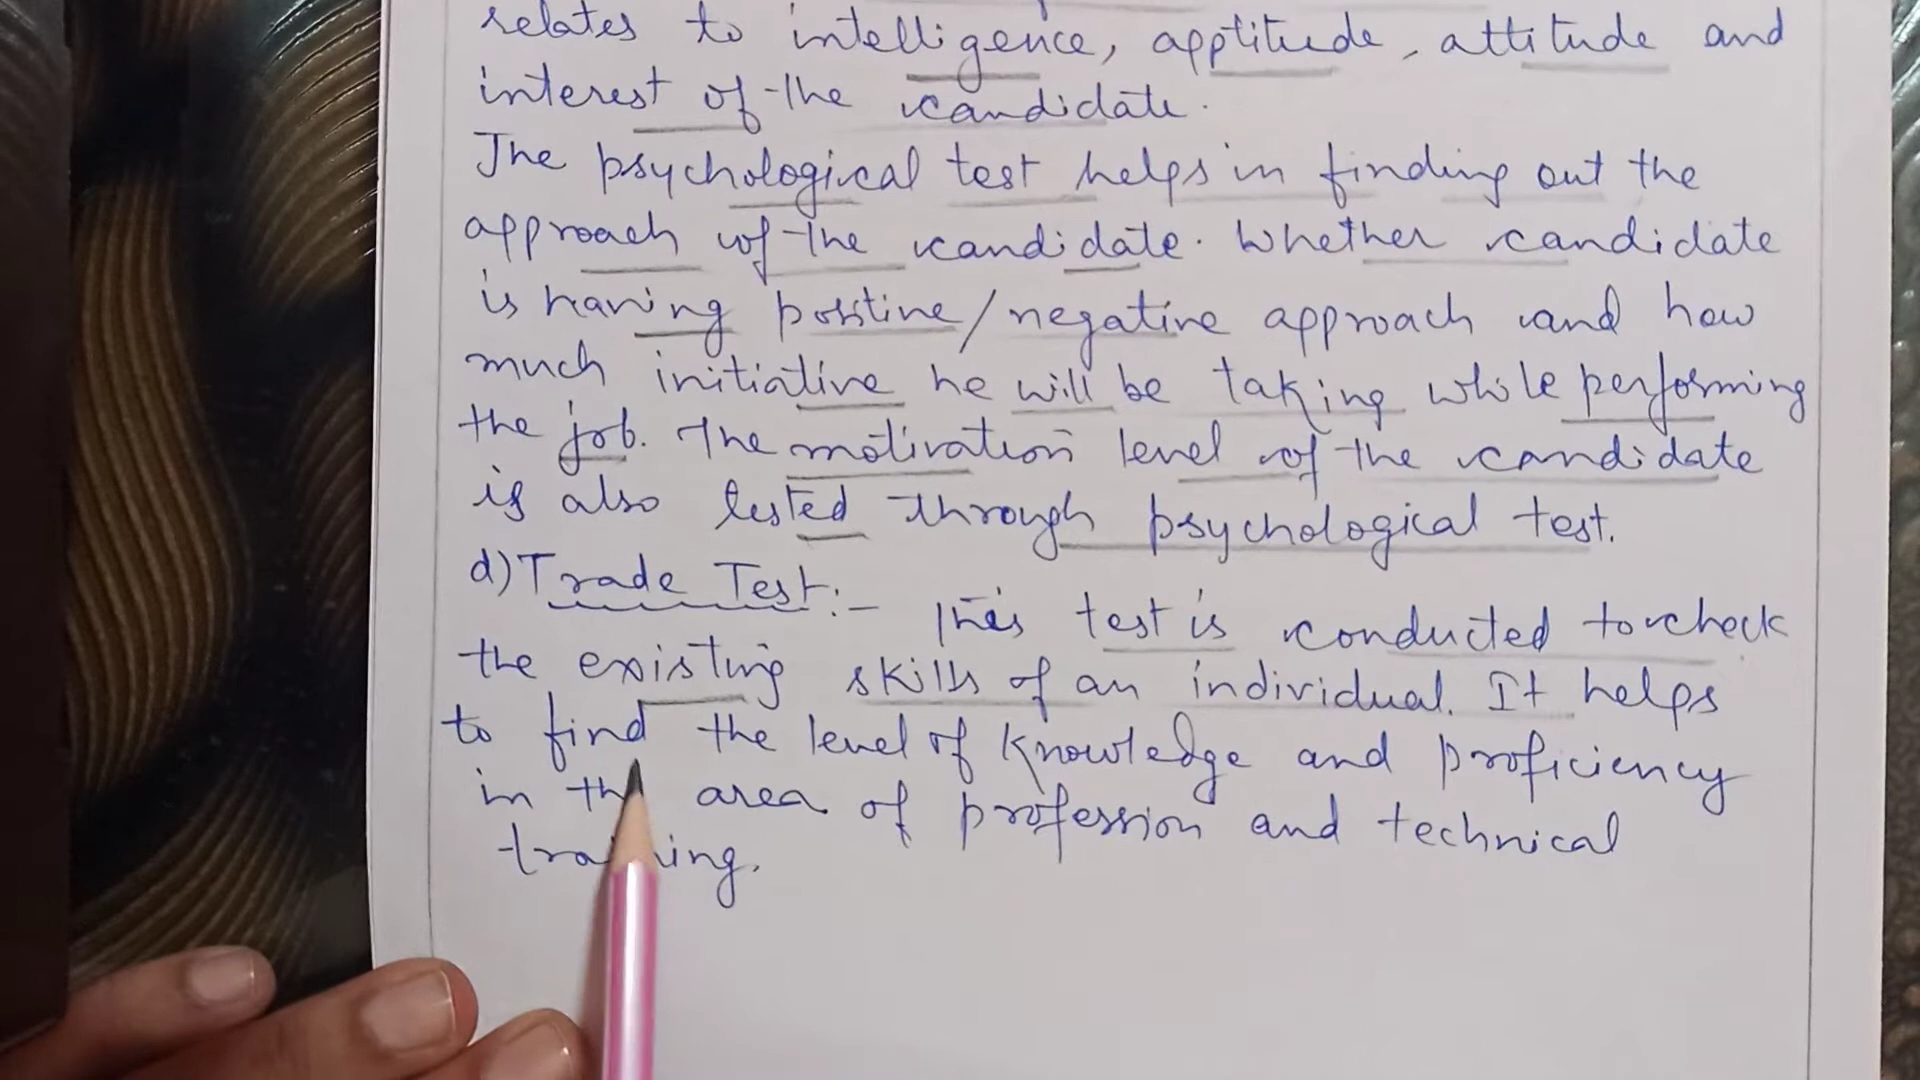 relates to intelligence, apptitude, attitude and
interest of the candidate.
The psychological test helps in finding out the
approach of the candidate. Whether candidate
is having positive/negative approach and how
much initiative he will be taking while performing
the job. The motivation level of the candidate
is also tested through psychological test.
d) Trade Test:- This test is conducted to check
the existing skills of an individual. It helps
to find the level of knowledge and proficiency
in the area of profession and technical
training.